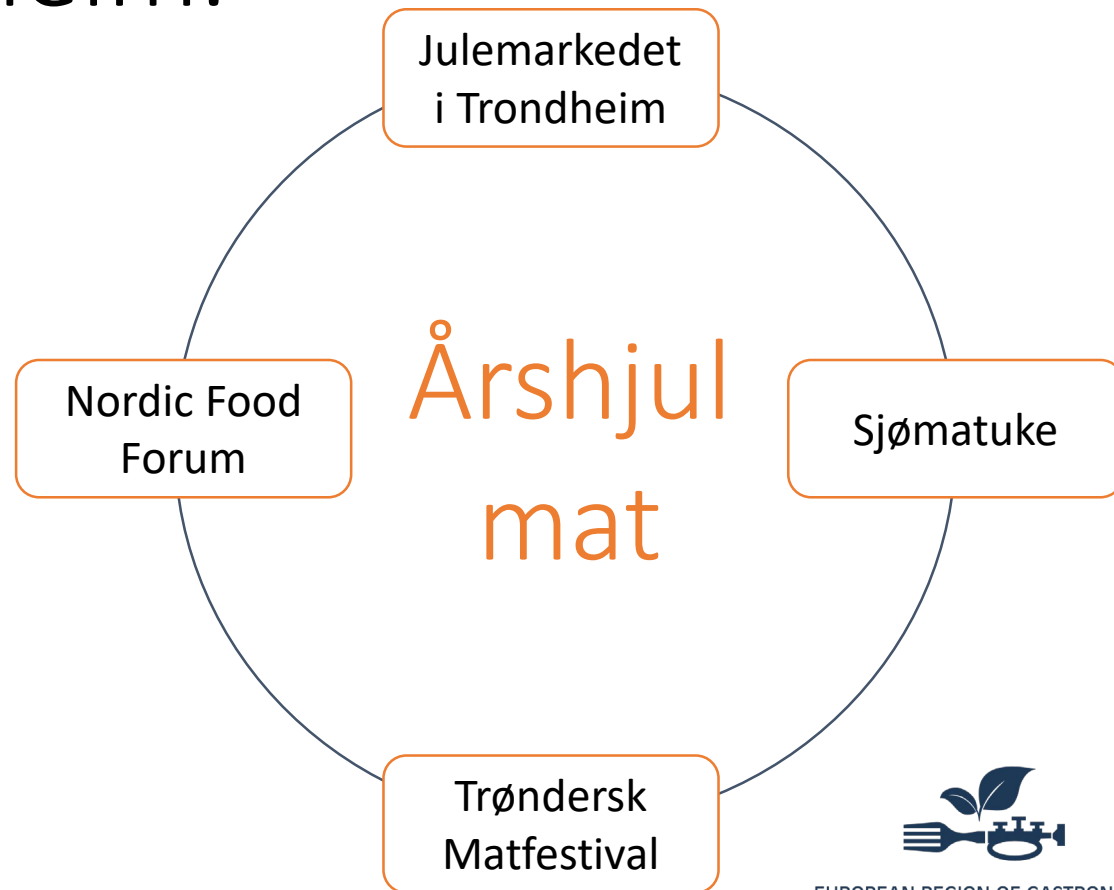 Julemarkedet
i Trondheim
Nordic Food
Forum
Årshjul
mat
Sjømatuke
Trøndersk
Matfestival